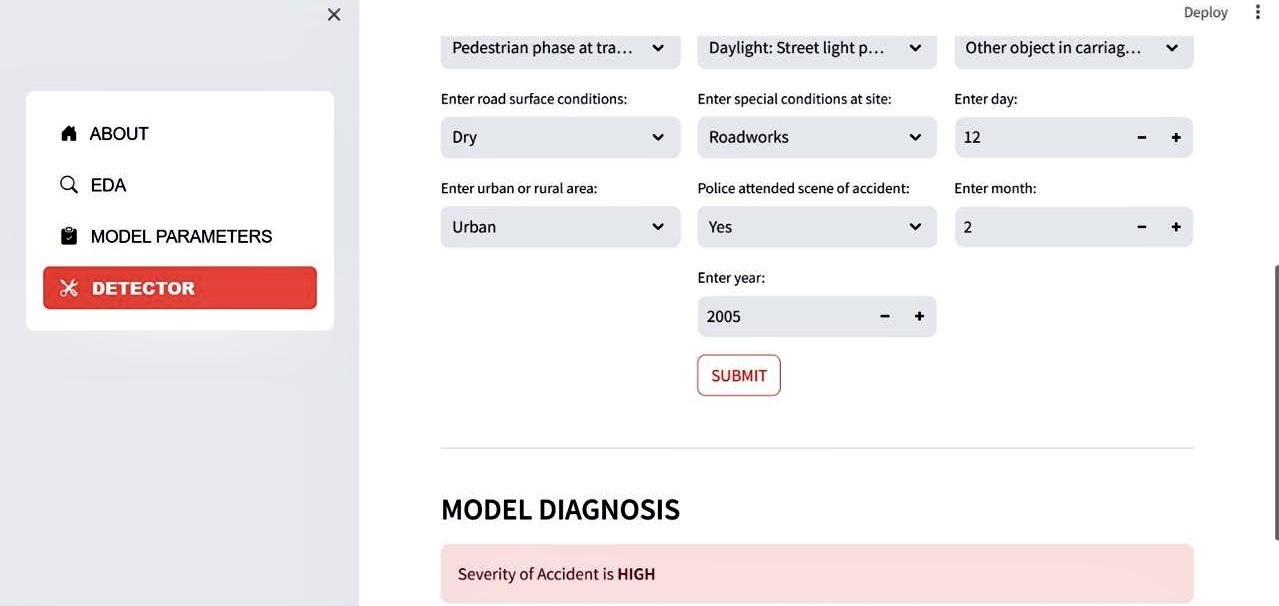 Deploy
ABOUT
EDA
MODEL PARAMETERS
DETECTOR
Pedestrian phase at tra... Daylight: Street light p... Other object in carriag...
Enter road surface conditions: Enter special conditions at site: Enter day:
Dry Roadworks 12 - +
Enter urban or rural area: Police attended scene of accident: Enter month:
Urban Yes 2 - +
Enter year:
2005 - +
SUBMIT
MODEL DIAGNOSIS
Severity of Accident is HIGH